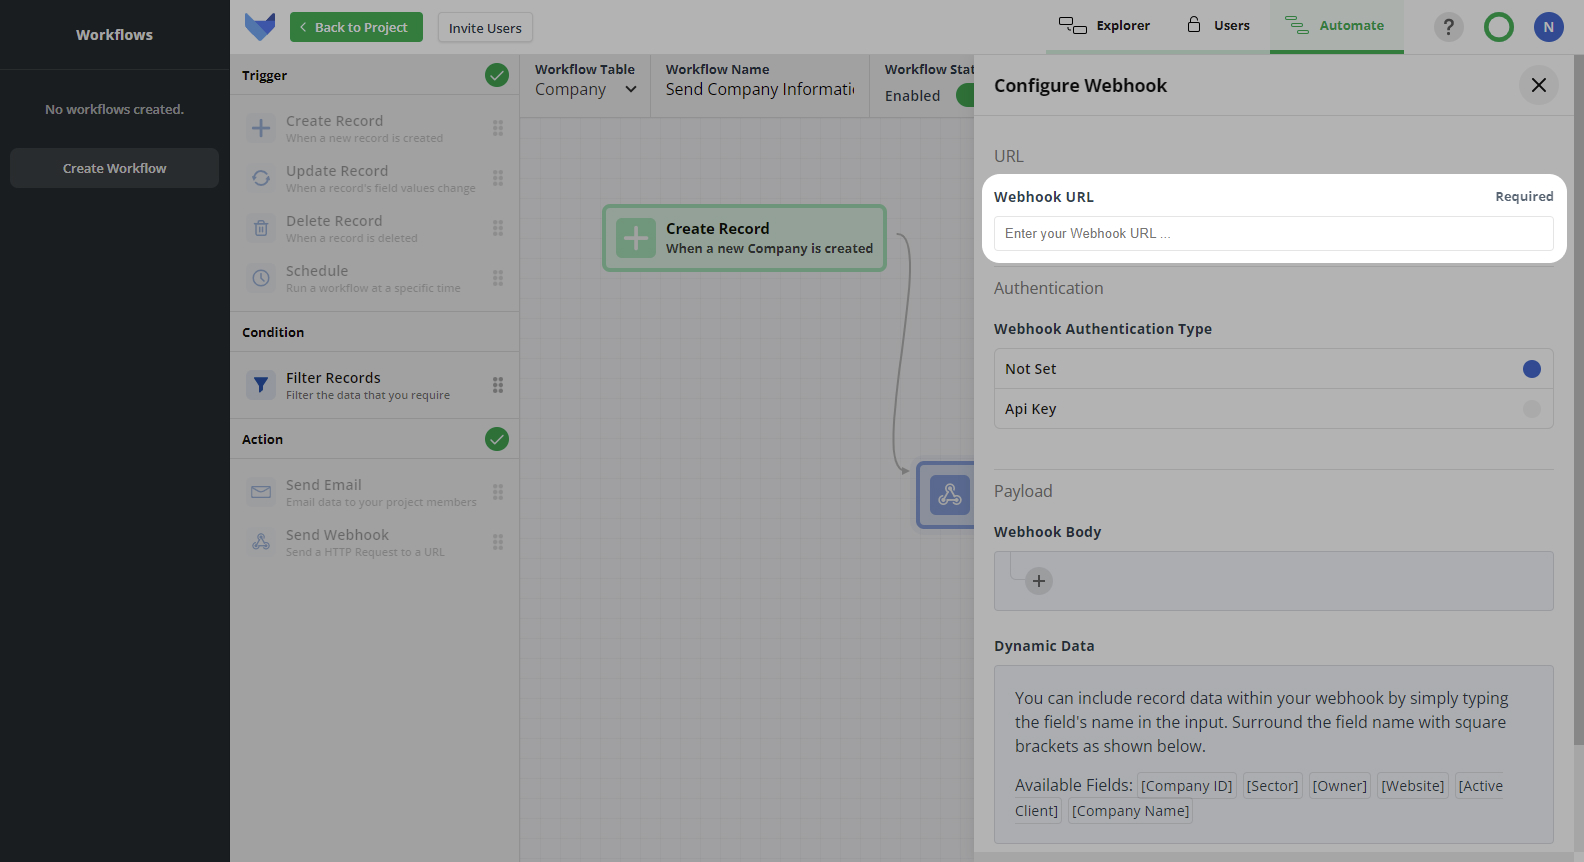 Workflows
No workflows created.
Create Workflow
Back to Project
Invite Users
Explorer
Users
Automate
?
N
Trigger
Create Record
When a new record is created
Update Record
When a record's field values change
Delete Record
When a record is deleted
Schedule
Run a workflow at a specific time
Condition
Filter Records
Filter the data that you require
Action
Send Email
Email data to your project members
Send Webhook
Send a HTTP Request to a URL
Workflow Table
Company
Workflow Name
Send Company Informati
Workflow Stat
Enabled
Create Record
When a new Company is created
Configure Webhook
URL
Webhook URL
Required
Enter your Webhook URL ...
Authentication
Webhook Authentication Type
Not Set
Api Key
Payload
Webhook Body
Dynamic Data
You can include record data within your webhook by simply typing
the field's name in the input. Surround the field name with square
brackets as shown below.
Available Fields: [Company ID] [Sector] [Owner] [Website] [Active
Client] [Company Name]